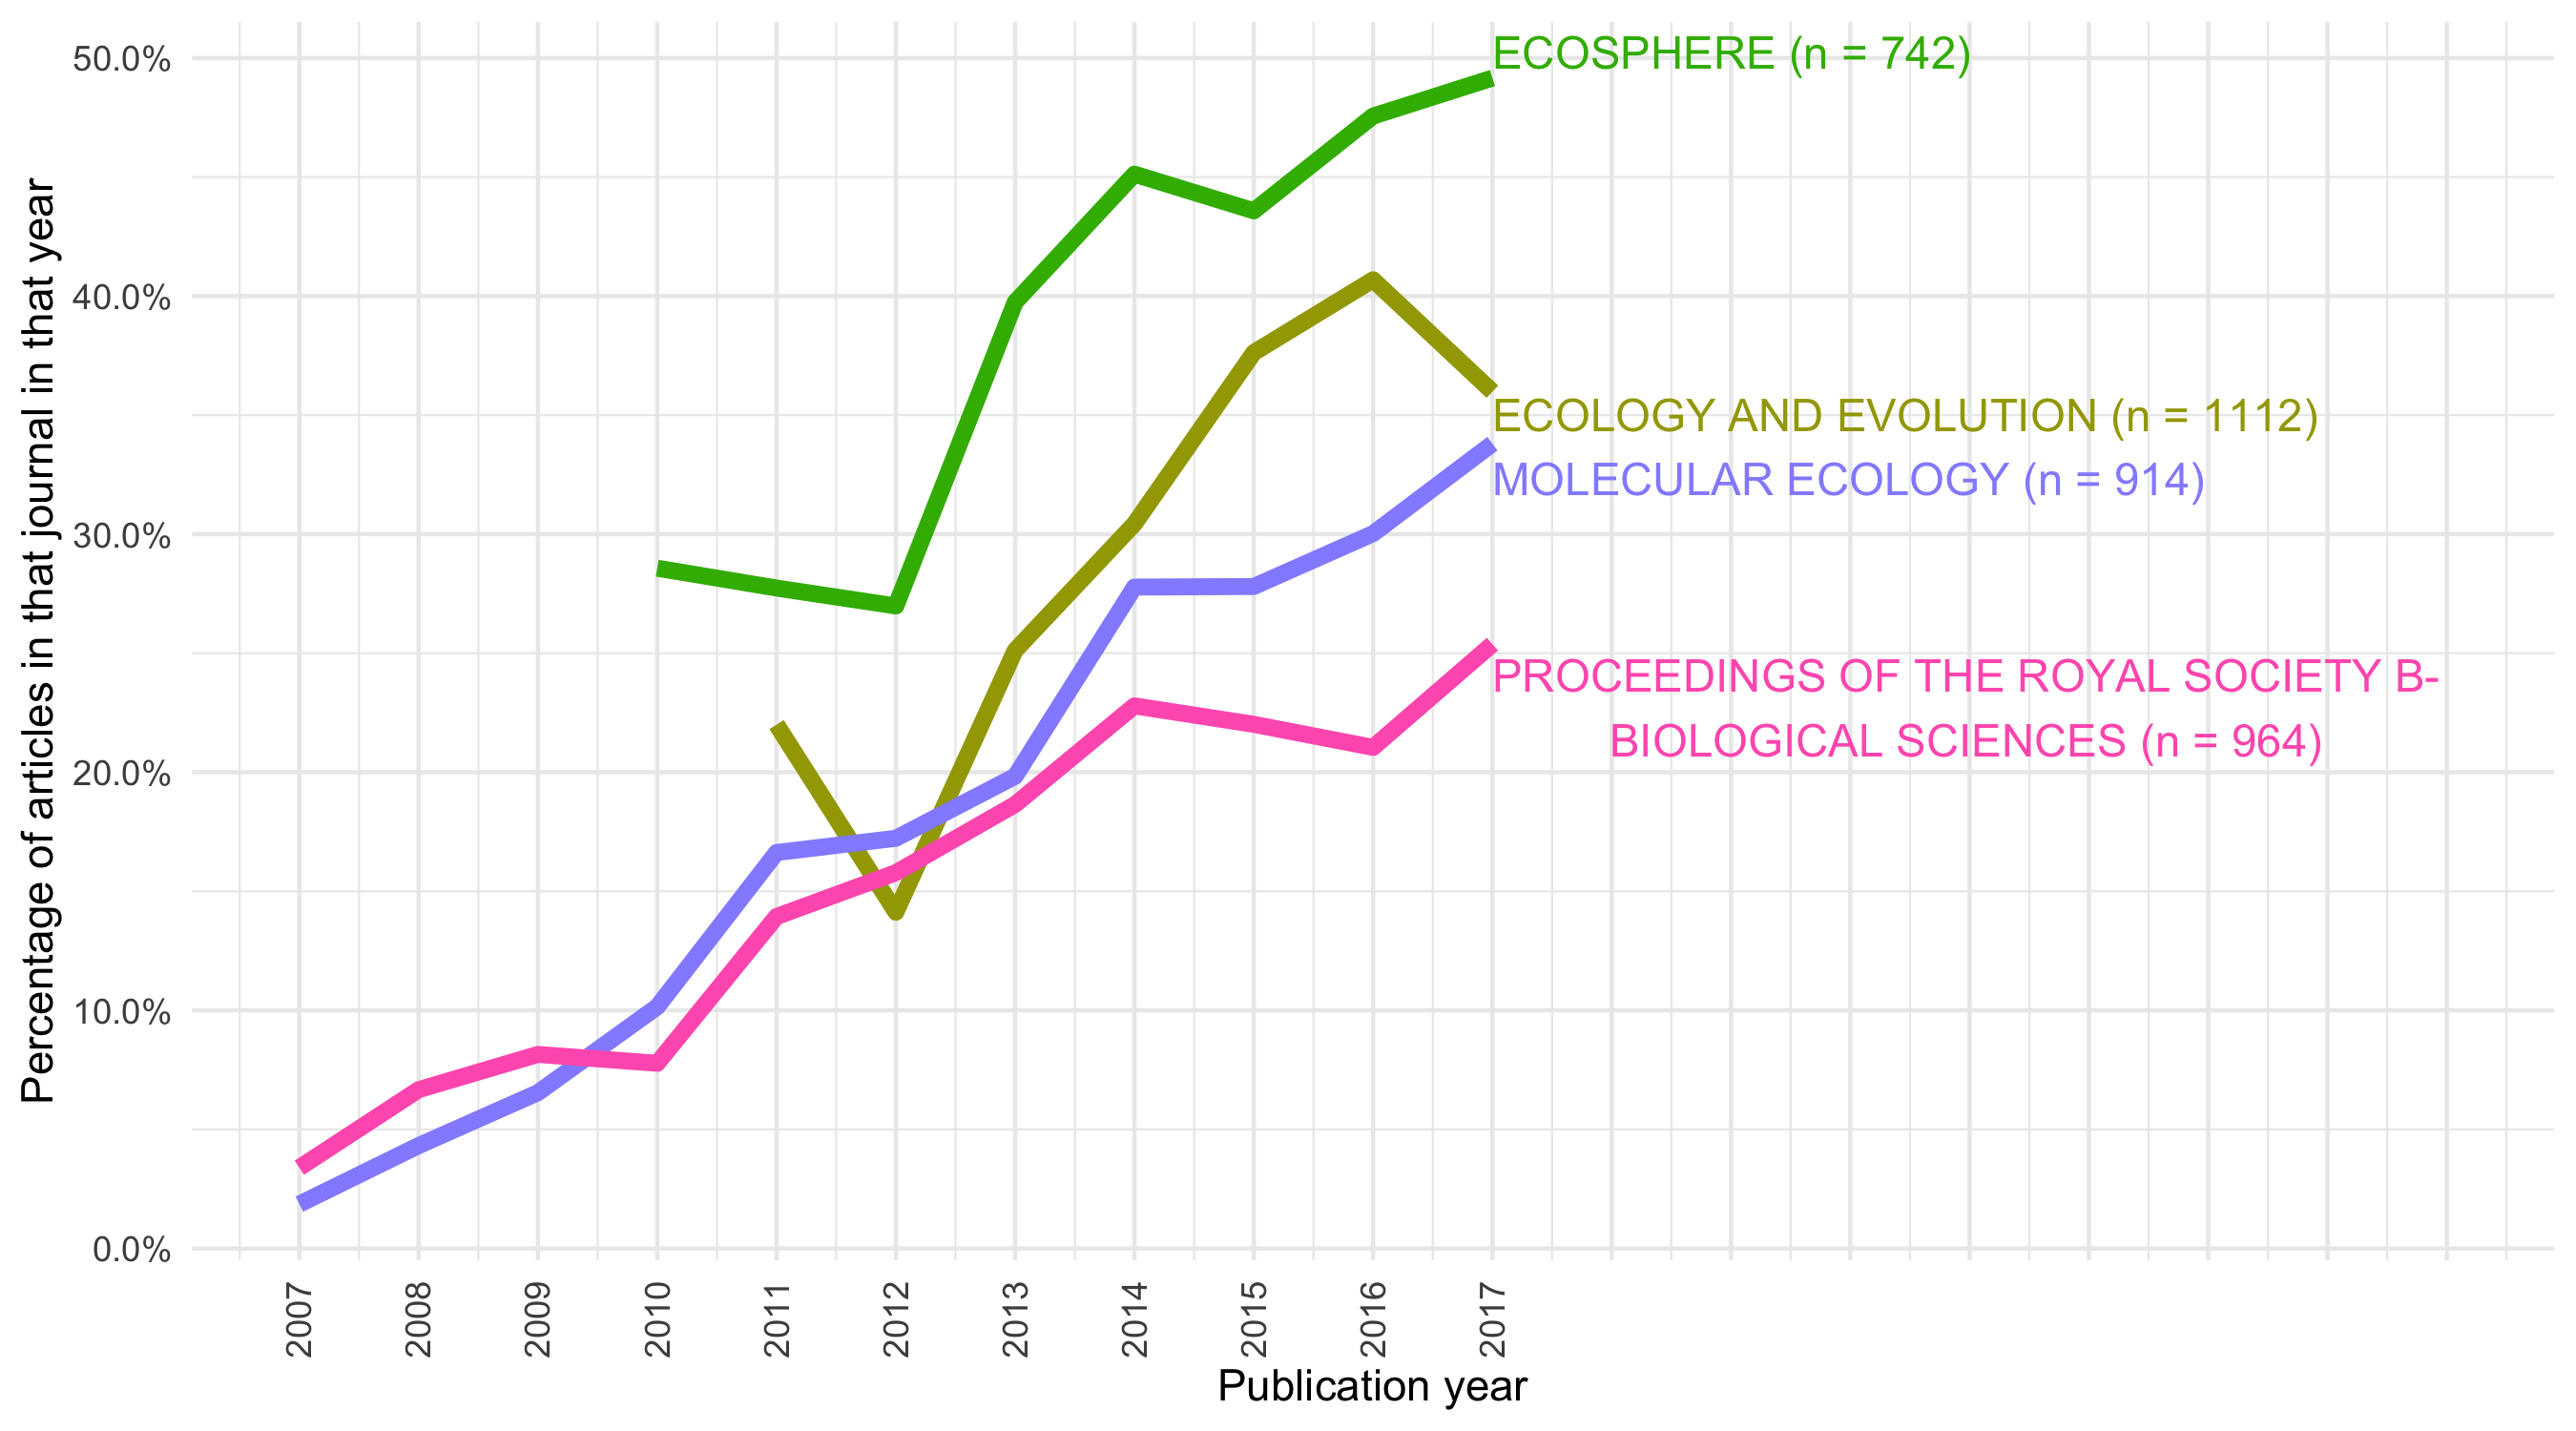 Percentage of articles in that journal in that year
50.0%
40.0%
30.0%
20.0%
10.0%
0.0%
ECOSPHERE (n = 742)
ECOLOGY AND EVOLUTION (n = 1112)
MOLECULAR ECOLOGY (n = 914)
PROCEEDINGS OF THE ROYAL SOCIETY B-
BIOLOGICAL SCIENCES (n = 964)
2007
2008
2009
2010
2011
2012
2013
2014
2015
2016
2017
Publication year